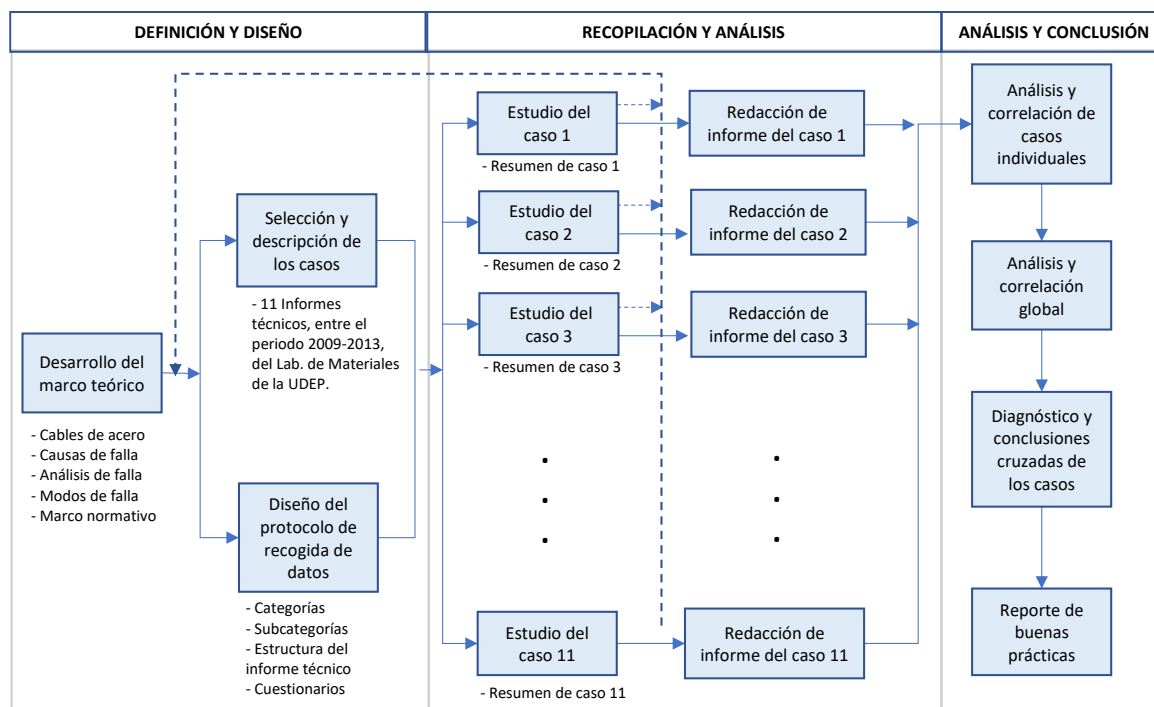 DEFINICIÓN Y DISEÑO
RECOPILACIÓN Y ANÁLISIS
ANÁLISIS Y CONCLUSIÓN
Desarrollo del
marco teórico
- Cables de acero
- Causas de falla
- Análisis de falla
- Modos de falla
- Marco normativo
Selección y
descripción de
los casos
- 11 Informes
técnicos, entre el
periodo 2009-2013,
del Lab. de Materiales
de la UDEP.
Diseño del
protocolo de
recogida de
datos
- Categorías
- Subcategorías
- Estructura del
informe técnico
- Cuestionarios
Estudio del
caso 1
- Resumen de caso 1
Redacción de
informe del caso 1
Estudio del
caso 2
- Resumen de caso 2
Redacción de
informe del caso 2
Estudio del
caso 3
- Resumen de caso 3
Redacción de
informe del caso 3
Estudio del
caso 11
- Resumen de caso 11
Redacción de
informe del caso 11
Análisis y
correlación de
casos
individuales
Análisis y
correlación
global
Diagnóstico y
conclusiones
cruzadas de
los casos
Reporte de
buenas
prácticas